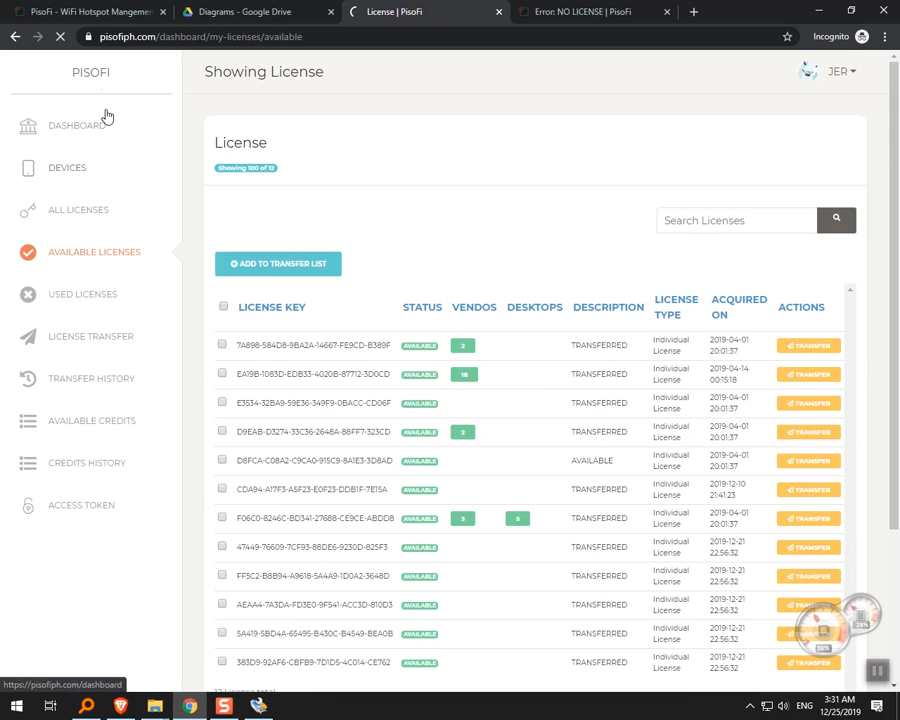 PisoFi - WiFi Hotspot Mangement
Diagrams - Google Drive
License | PisoFi
Error: NO LICENSE | PisoFi
pisofiph.com/dashboard/my-licenses/available
Incognito
PISOFI
Showing License
JER
DASHBOARD
DEVICES
ALL LICENSES
AVAILABLE LICENSES
USED LICENSES
LICENSE TRANSFER
TRANSFER HISTORY
AVAILABLE CREDITS
CREDITS HISTORY
ACCESS TOKEN
License
Showing 100 of 12
Search Licenses
ADD TO TRANSFER LIST
LICENSE KEY STATUS VENDOS DESKTOPS DESCRIPTION LICENSE TYPE ACQUIRED ON ACTIONS
7A898-584D8-9BA2A-14667-FE9CD-B389F AVAILABLE 2 TRANSFERRED Individual License 2019-04-01 20:01:37 TRANSFER
EA19B-1083D-EDB33-4020B-87712-3D0CD AVAILABLE 18 TRANSFERRED Individual License 2019-04-14 00:15:18 TRANSFER
E3534-32BA9-59E36-349F9-0BACC-CD06F AVAILABLE TRANSFERRED Individual License 2019-04-01 20:01:37 TRANSFER
D9EAB-D3274-33C36-2648A-88FF7-323CD AVAILABLE 2 TRANSFERRED Individual License 2019-04-01 20:01:37 TRANSFER
D8FCA-C08A2-C9CA0-915C9-8A1E3-3D8AD AVAILABLE AVAILABLE Individual License 2019-04-01 20:01:37 TRANSFER
CDA94-A17F3-A5F23-E0F23-DDB1F-7E15A AVAILABLE TRANSFERRED Individual License 2019-12-10 21:41:23 TRANSFER
F06C0-8246C-BD341-27688-CE9CE-ABDD8 AVAILABLE 3 5 TRANSFERRED Individual License 2019-04-01 20:01:37 TRANSFER
47449-76609-7CF93-88DE6-9230D-825F3 AVAILABLE TRANSFERRED Individual License 2019-12-21 22:56:32 TRANSFER
FF5C2-B8B94-A9618-5A4A9-1D0A2-3648D AVAILABLE TRANSFERRED Individual License 2019-12-21 22:56:32 TRANSFER
AEAA4-7A3DA-FD3E0-9F541-ACC3D-810D3 AVAILABLE TRANSFERRED Individual License 2019-12-21 22:56:32
5A419-5BD4A-65495-B430C-B4549-BEA0B AVAILABLE TRANSFERRED Individual License 2019-12-21 22:56:32
383D9-92AF6-CBFB9-7D1D5-4C014-CE762 AVAILABLE TRANSFERRED Individual License 2019-12-21 22:56:32 TRANSFER
https://pisofiph.com/dashboard
ENG
3:31 AM
12/25/2019